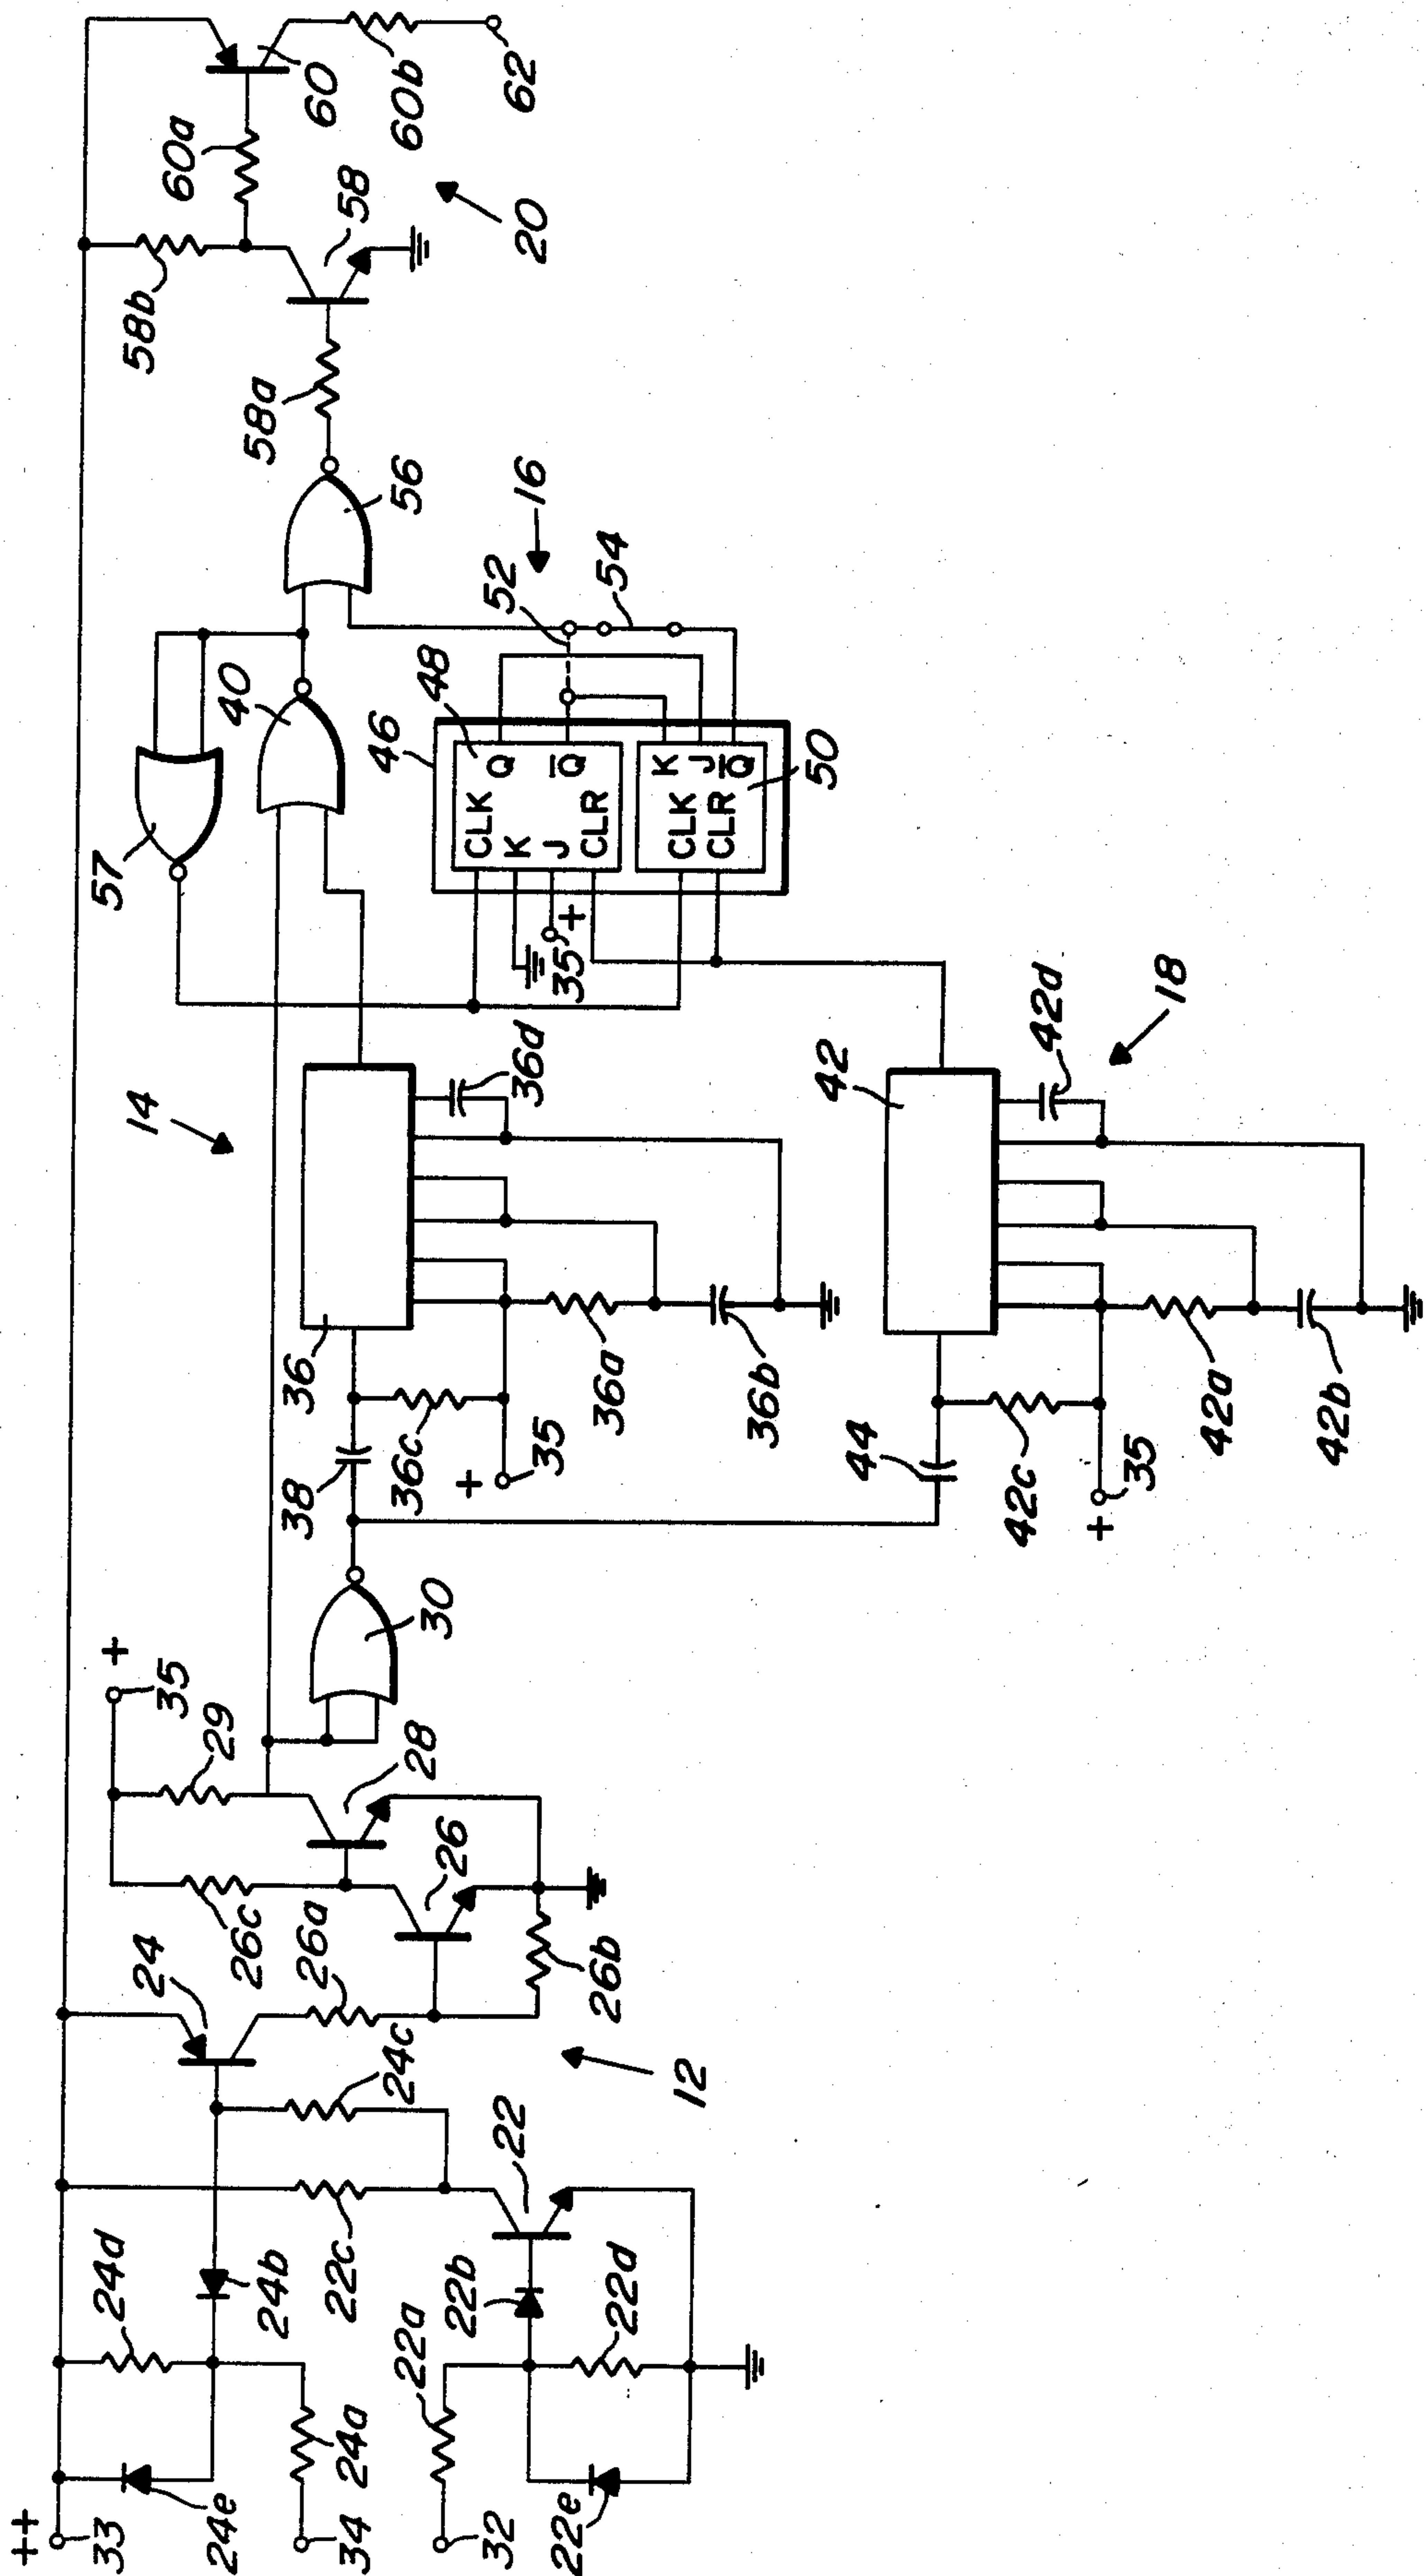 ++
33
24e
24d
34
24a
24b
32
22a
22b
22c
22d
22e
22
24c
24
12
26a
26c
26b
26
28
29
35
+
30
38
36c
+
35
36
36a
36b
36d
14
44
42c
+
35
42
42a
42b
42d
18
57
40
46
48
CLK
K
J
CLR
Q
Q̅
35
+
CLK
CLR
K
J
Q̅
50
52
54
16
56
58a
58b
58
60a
60
60b
62
20